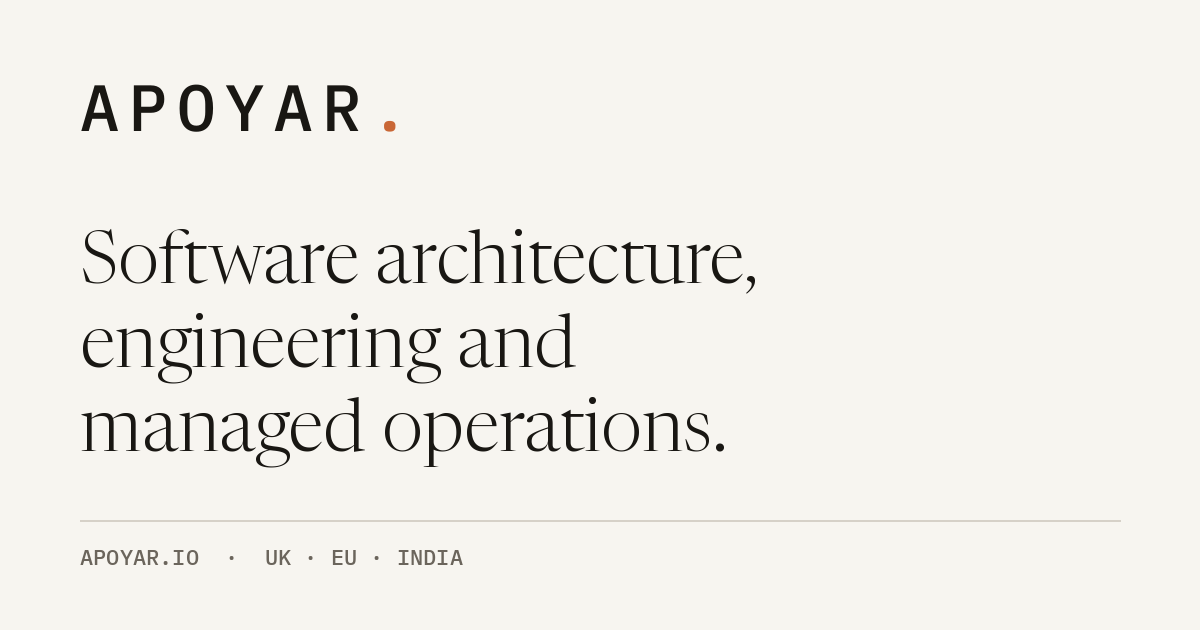 APOYAR.
Software architecture,
engineering and
managed operations.
APOYAR.IO · UK · EU · INDIA